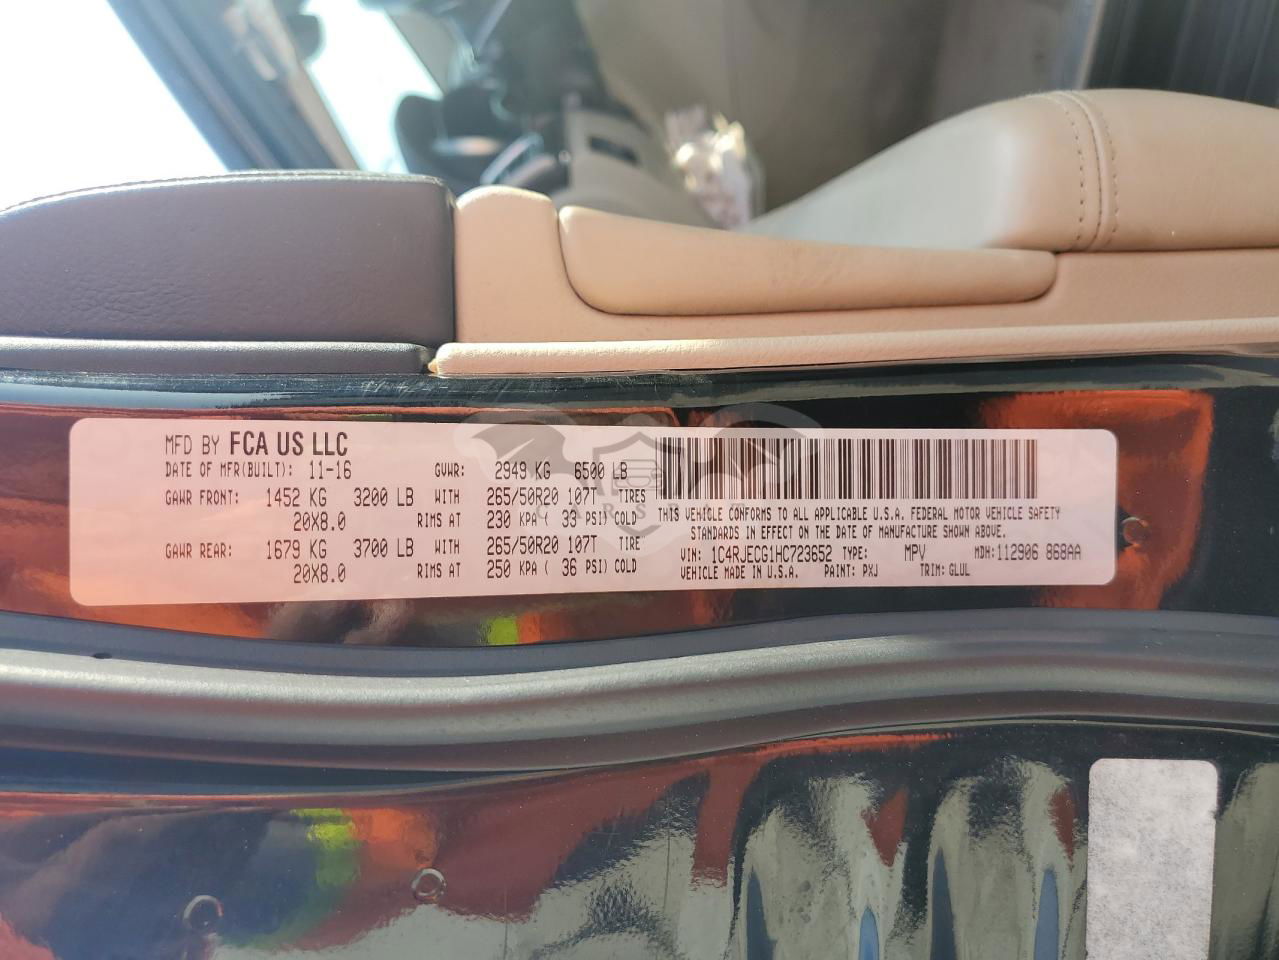 MFD BY FCA US LLC
DATE OF MFR(BUILT): 11-16 GVWR: 2949 KG 6500 LB
GAWR FRONT: 1452 KG 3200 LB WITH 265/50R20 107T TIRES
20X8.0 RIMS AT 230 KPA ( 33 PSI) COLD
GAWR REAR: 1679 KG 3700 LB WITH 265/50R20 107T TIRE
20X8.0 RIMS AT 250 KPA ( 36 PSI) COLD
THIS VEHICLE CONFORMS TO ALL APPLICABLE U.S.A. FEDERAL MOTOR VEHICLE SAFETY
STANDARDS IN EFFECT ON THE DATE OF MANUFACTURE SHOWN ABOVE.
VIN: 1C4RJECG1HC723652 TYPE: MPV MDH:112906 868AA
VEHICLE MADE IN U.S.A. PAINT: PXJ TRIM: GLUL